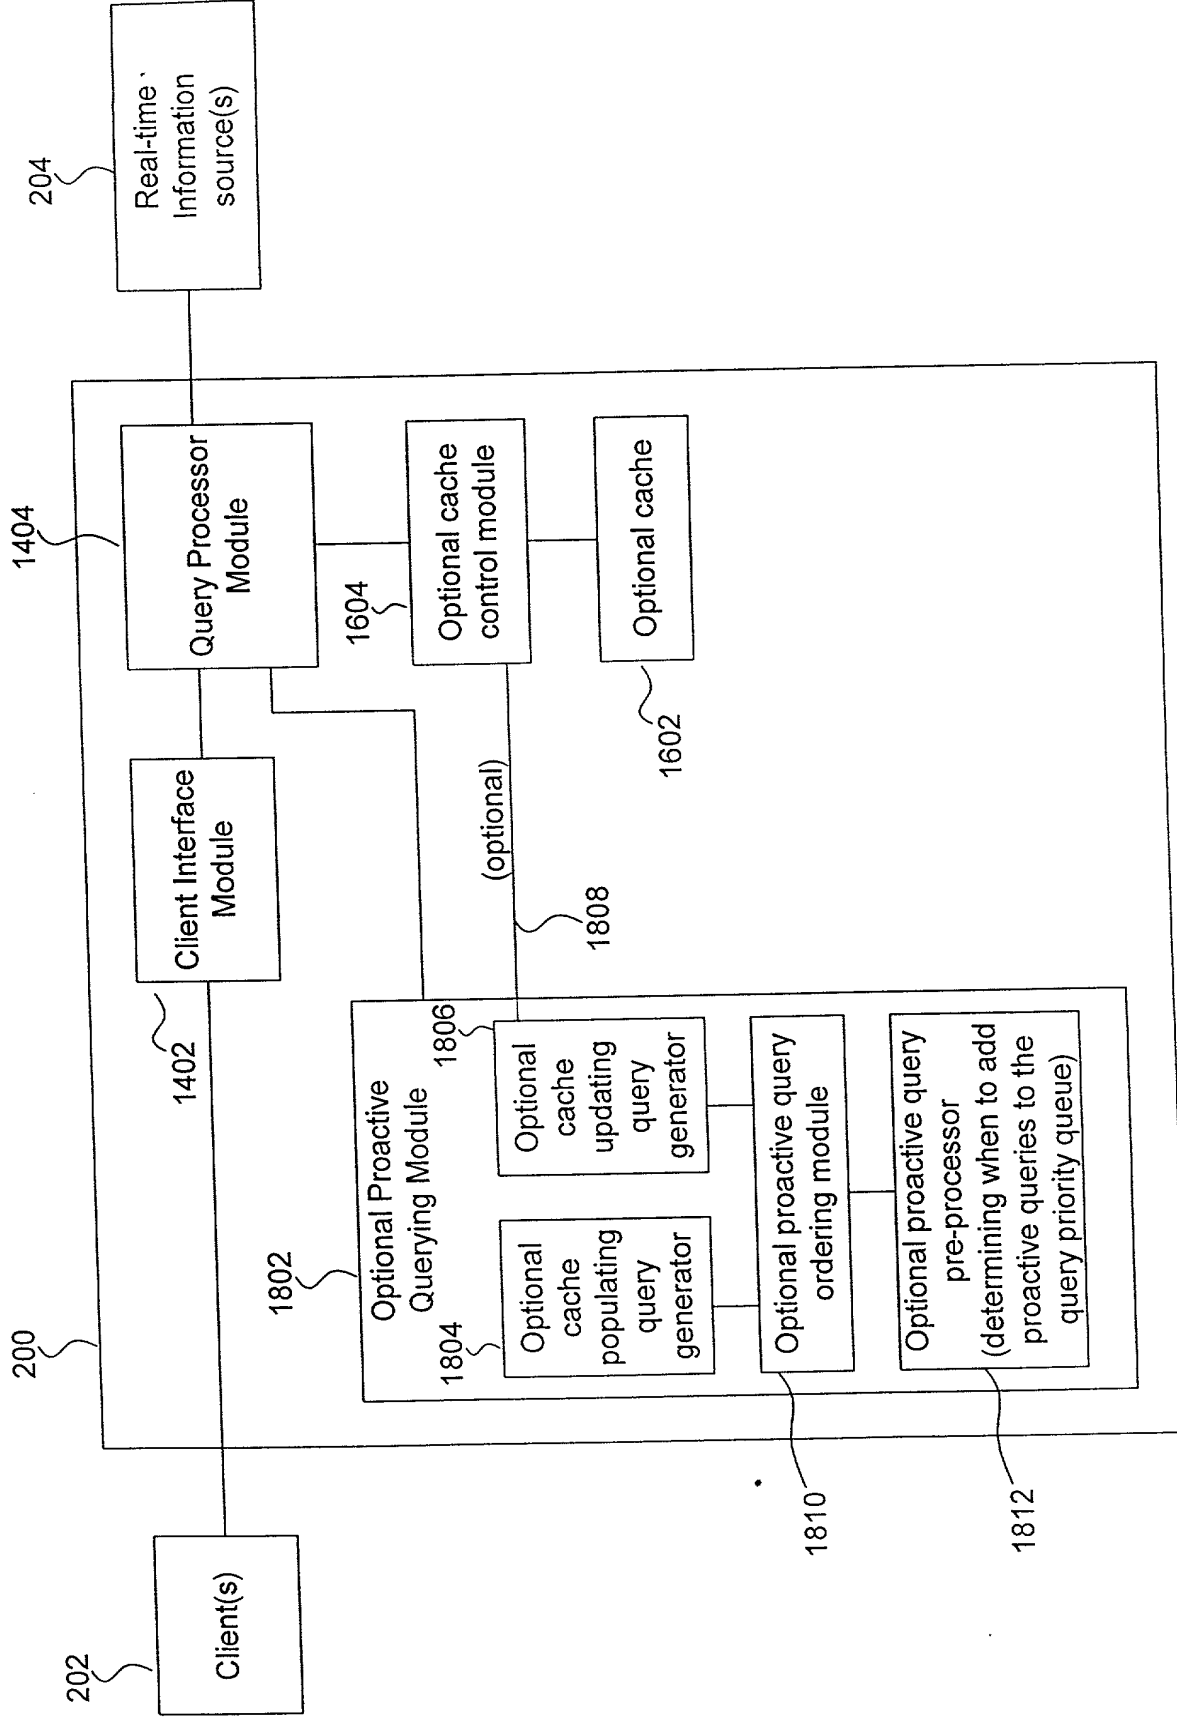 200
202
Client(s)
1402
Client Interface
Module
1404
Query Processor
Module
204
Real-time
Information
source(s)
1604
Optional cache
control module
1602
Optional cache
(optional)
1808
1802
Optional Proactive
Querying Module
1804
Optional
cache
populating
query
generator
1806
Optional
cache
updating
query
generator
1810
Optional proactive query
ordering module
1812
Optional proactive query
pre-processor
(determining when to add
proactive queries to the
query priority queue)